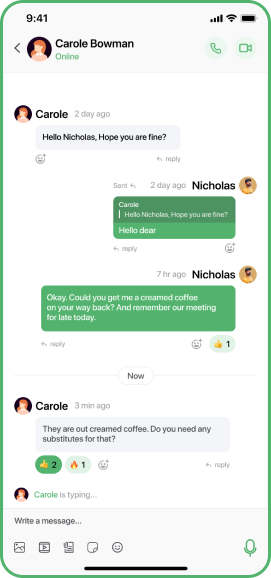 9:41
Carole Bowman
Online
Carole 2 day ago
Hello Nicholas, Hope you are fine?
reply
Sent 2 day ago Nicholas
Carole
Hello Nicholas, Hope you are fine?
Hello dear
reply
7 hr ago Nicholas
Okay. Could you get me a creamed coffee
on your way back? And remember our meeting
for late today.
reply
1
Now
Carole 3 min ago
They are out creamed coffee. Do you need any
substitutes for that?
2 1
reply
Carole is typing...
Write a message...